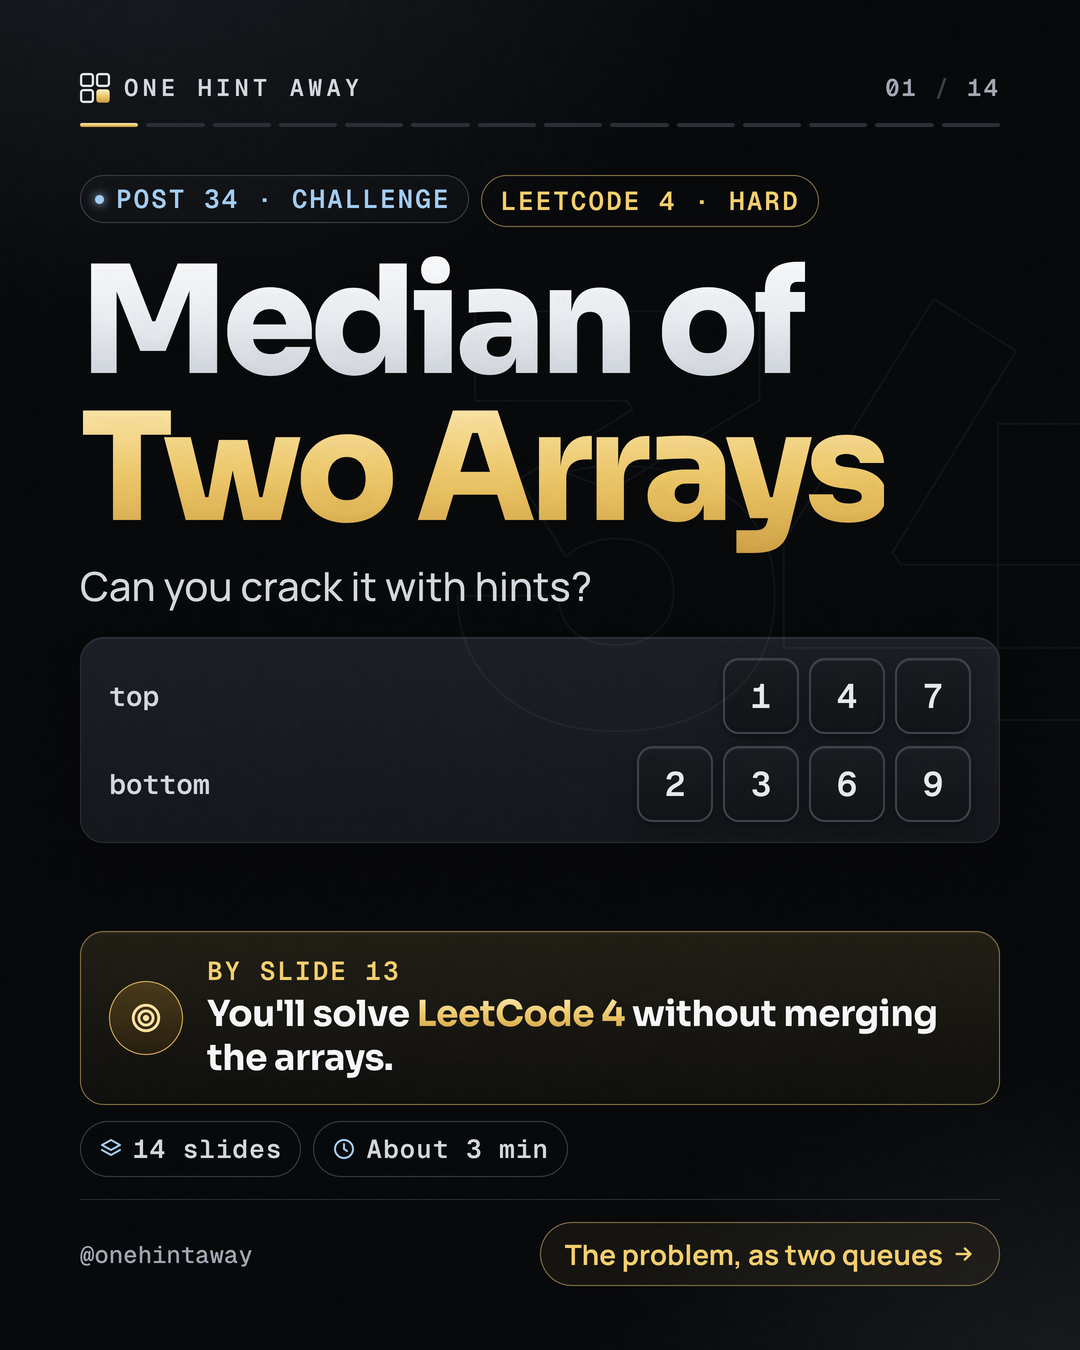 ONE HINT AWAY
01 / 14
POST 34 · CHALLENGE
LEETCODE 4 · HARD
Median of
Two Arrays
Can you crack it with hints?
top 1 4 7
bottom 2 3 6 9
BY SLIDE 13
You'll solve LeetCode 4 without merging
the arrays.
14 slides
About 3 min
@onehintaway
The problem, as two queues →
34